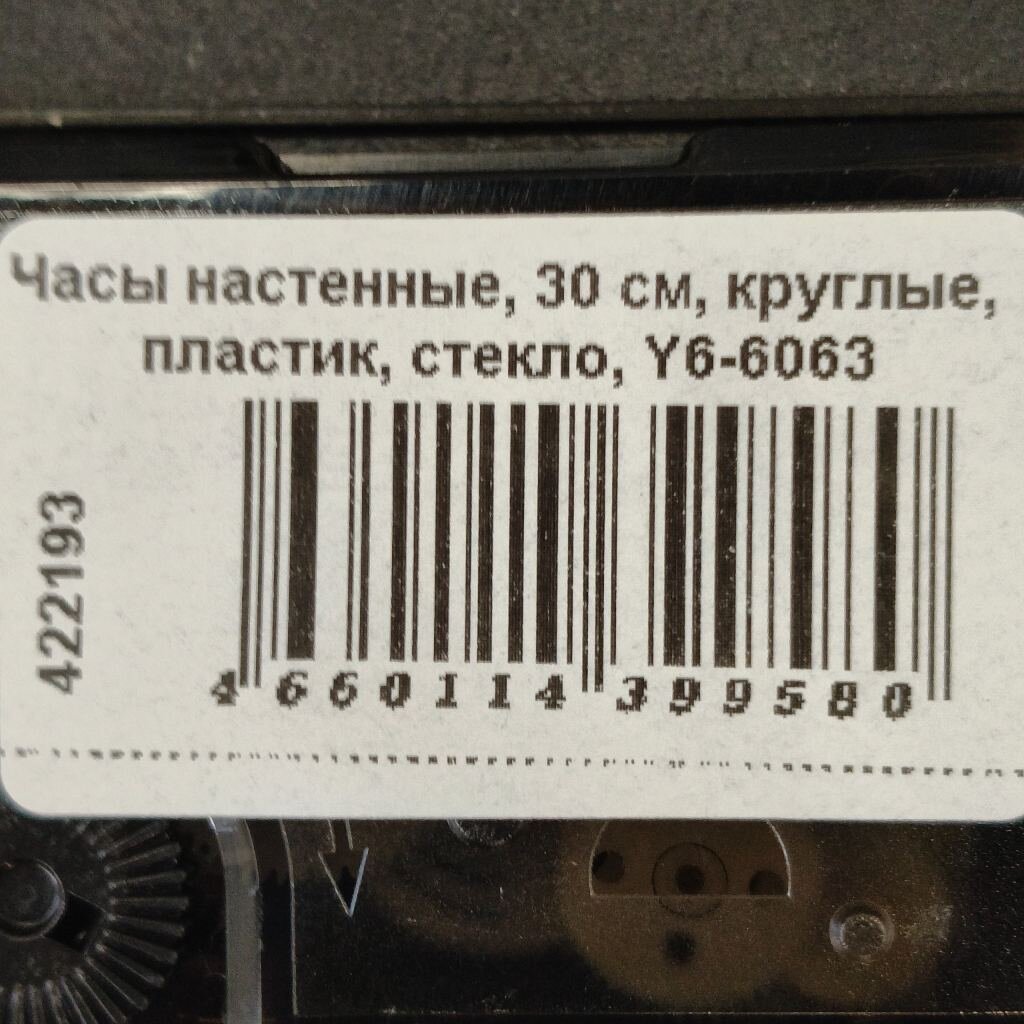 Часы настенные, 30 см, круглые,
пластик, стекло, Y6-6063
422193
4 660114 399580